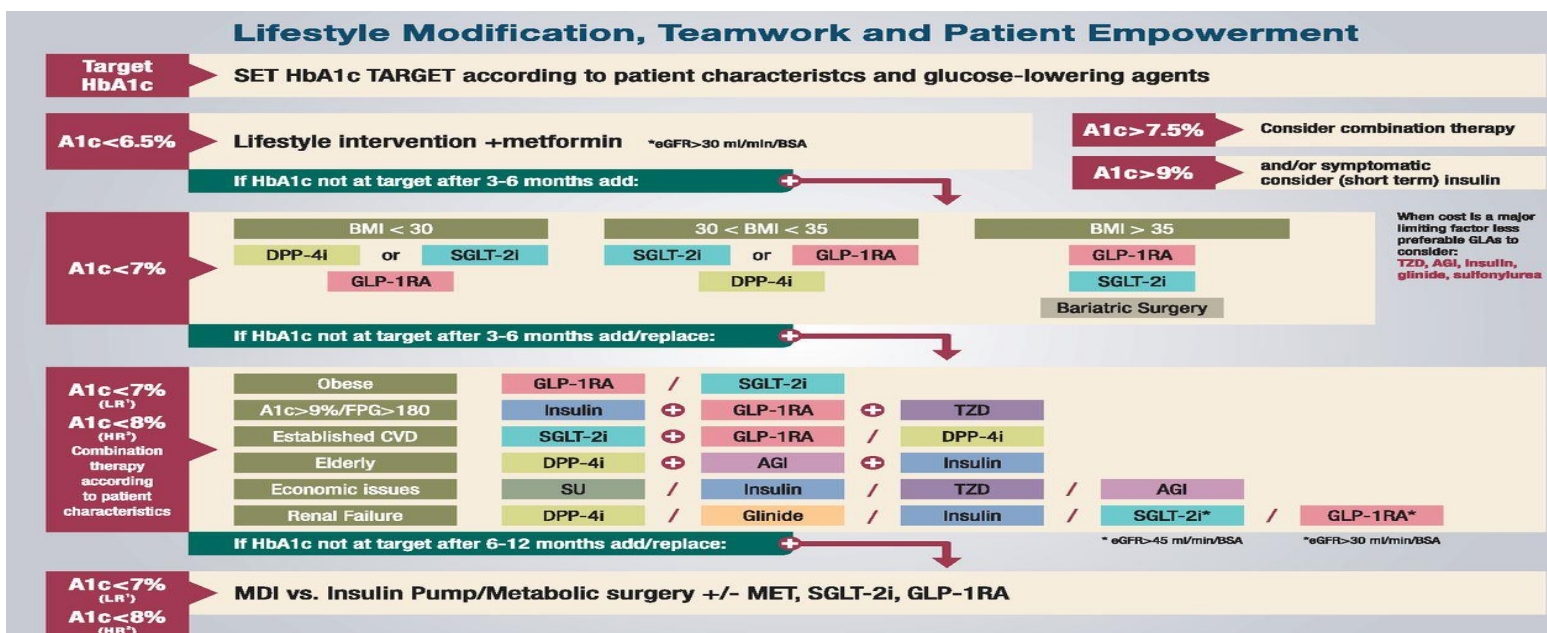 Lifestyle Modification, Teamwork and Patient Empowerment
Target
HbA1c
SET HbA1c TARGET according to patient characteristcs and glucose-lowering agents
A1c<6.5%
Lifestyle intervention +metformin *eGFR>30 ml/min/BSA
A1c>7.5%
Consider combination therapy
A1c>9%
and/or symptomatic
consider (short term) insulin
If HbA1c not at target after 3-6 months add:
A1c<7%
BMI < 30
DPP-4i or SGLT-2i
GLP-1RA
30 < BMI < 35
SGLT-2i or GLP-1RA
DPP-4i
BMI > 35
GLP-1RA
SGLT-2i
Bariatric Surgery
When cost is a major
limiting factor less
preferable GLAs to
consider:
TZD, AGI, insulin,
glinide, sulfonylurea
If HbA1c not at target after 3-6 months add/replace:
A1c<7%
(LR¹)
A1c<8%
(HR²)
Combination
therapy
according
to patient
characteristics
Obese GLP-1RA / SGLT-2i
A1c>9%/FPG>180 Insulin + GLP-1RA + TZD
Established CVD SGLT-2i + GLP-1RA / DPP-4i
Elderly DPP-4i + AGI + Insulin
Economic issues SU / Insulin / TZD / AGI
Renal Failure DPP-4i / Glinide / Insulin / SGLT-2i* / GLP-1RA*
* eGFR>45 ml/min/BSA *eGFR>30 ml/min/BSA
If HbA1c not at target after 6-12 months add/replace:
A1c<7%
(LR¹)
A1c<8%
(HR²)
MDI vs. Insulin Pump/Metabolic surgery +/- MET, SGLT-2i, GLP-1RA